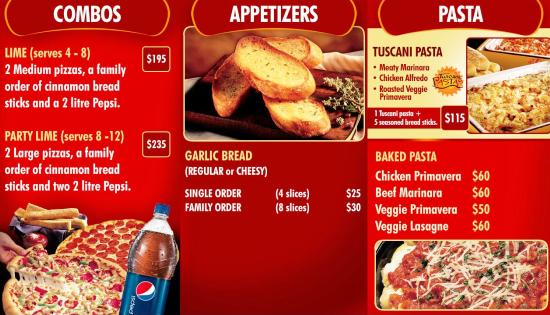 COMBOS
LIME (serves 4 - 8)
2 Medium pizzas, a family
order of cinnamon bread
sticks and a 2 litre Pepsi.
$195
PARTY LIME (serves 8 -12)
2 Large pizzas, a family
order of cinnamon bread
sticks and two 2 litre Pepsi.
$235
pepsi
APPETIZERS
GARLIC BREAD
(REGULAR or CHEESY)
SINGLE ORDER (4 slices) $25
FAMILY ORDER (8 slices) $30
PASTA
TUSCANI PASTA
• Meaty Marinara
• Chicken Alfredo
• Roasted Veggie
Primavera
Tuscani
PASTA
1 Tuscani pasta +
5 seasoned bread sticks.
$115
BAKED PASTA
Chicken Primavera $60
Beef Marinara $60
Veggie Primavera $50
Veggie Lasagne $60